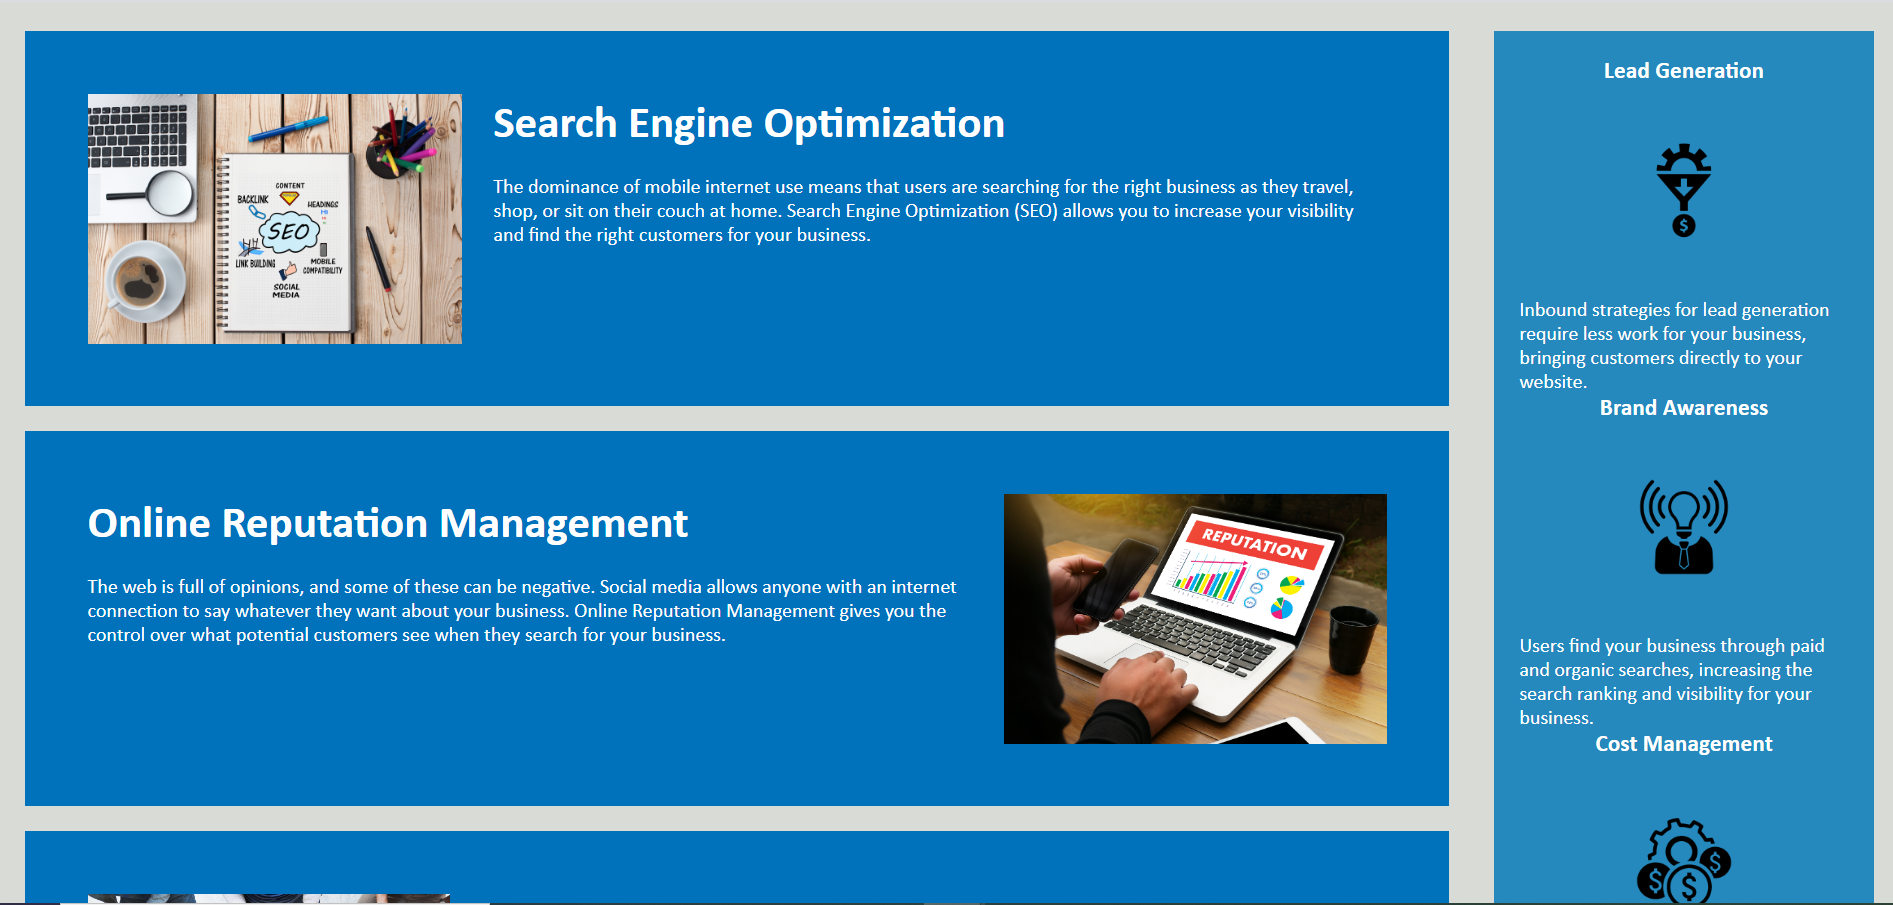 Search Engine Optimization
The dominance of mobile internet use means that users are searching for the right business as they travel,
shop, or sit on their couch at home. Search Engine Optimization (SEO) allows you to increase your visibility
and find the right customers for your business.
CONTENT
BACKLINK
HEADINGS
H1
SEO
LINK BUILDING
MOBILE
COMPATIBILITY
SOCIAL
MEDIA
Online Reputation Management
The web is full of opinions, and some of these can be negative. Social media allows anyone with an internet
connection to say whatever they want about your business. Online Reputation Management gives you the
control over what potential customers see when they search for your business.
REPUTATION
Lead Generation
$
Inbound strategies for lead generation
require less work for your business,
bringing customers directly to your
website.
Brand Awareness
Users find your business through paid
and organic searches, increasing the
search ranking and visibility for your
business.
Cost Management
$
$ $